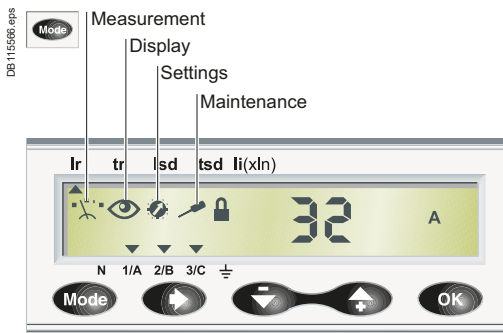 DB115566.eps
Mode
Measurement
Display
Settings
Maintenance
Ir tr Isd tsd Ii(xIn)
32 A
N 1/A 2/B 3/C
Mode OK